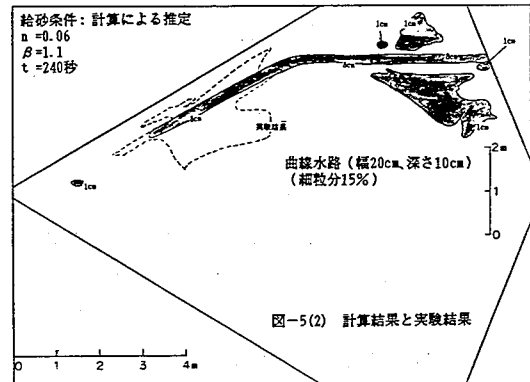 給砂条件：計算による推定
n=0.06
β=1.1
t=240秒
1cm
1cm
1cm
5cm
5cm
1cm
実験結果
1cm
1cm
曲線水路（幅20cm、深さ10cm）
（細粒分15%）
2m
1
0
図-5(2) 計算結果と実験結果
0 1 2 3 4m